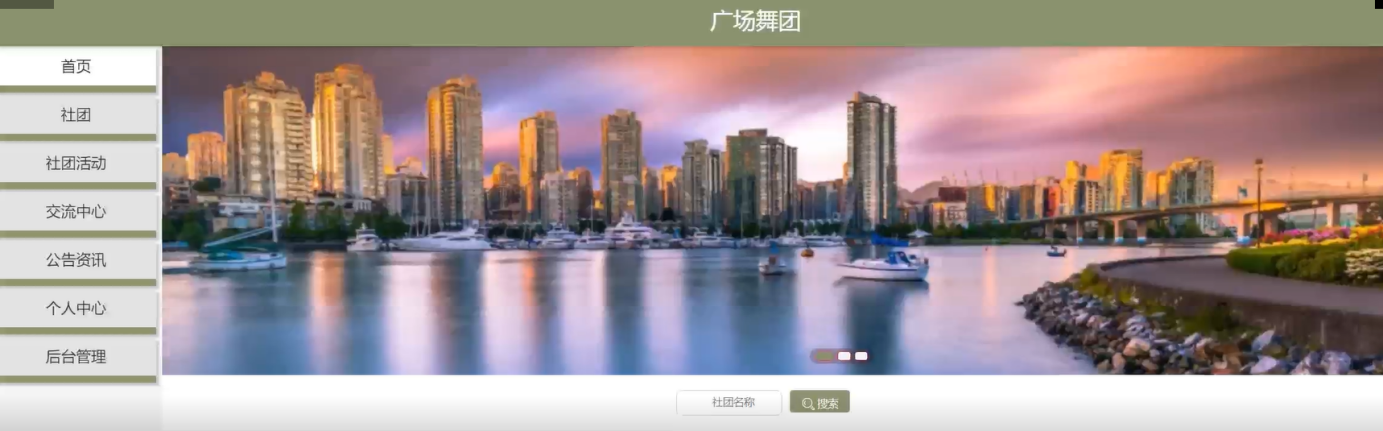 广场舞团
首页
社团
社团活动
交流中心
公告资讯
个人中心
后台管理
社团名称
搜索